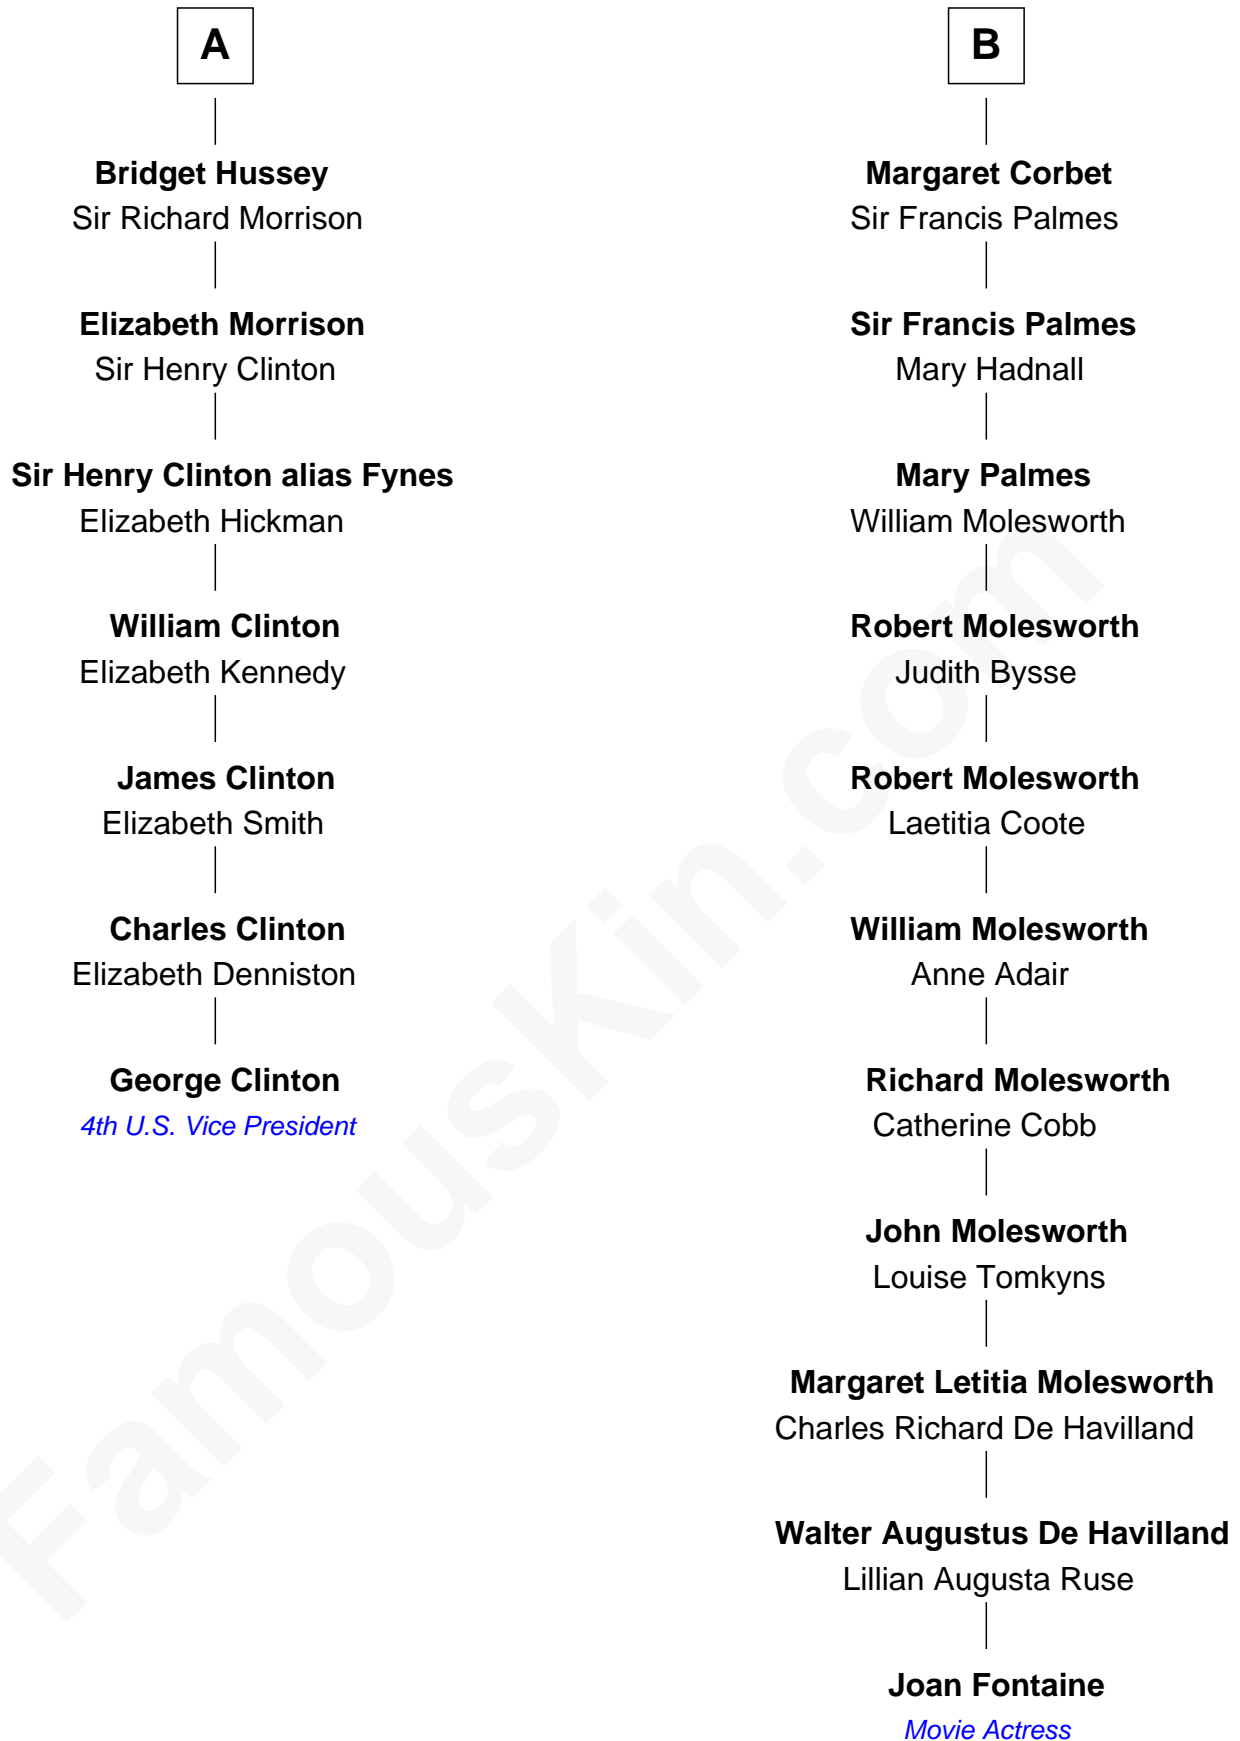 A
Bridget Hussey
Sir Richard Morrison
Elizabeth Morrison
Sir Henry Clinton
Sir Henry Clinton alias Fynes
Elizabeth Hickman
William Clinton
Elizabeth Kennedy
James Clinton
Elizabeth Smith
Charles Clinton
Elizabeth Denniston
George Clinton
4th U.S. Vice President
B
Margaret Corbet
Sir Francis Palmes
Sir Francis Palmes
Mary Hadnall
Mary Palmes
William Molesworth
Robert Molesworth
Judith Bysse
Robert Molesworth
Laetitia Coote
William Molesworth
Anne Adair
Richard Molesworth
Catherine Cobb
John Molesworth
Louise Tomkyns
Margaret Letitia Molesworth
Charles Richard De Havilland
Walter Augustus De Havilland
Lillian Augusta Ruse
Joan Fontaine
Movie Actress
FamousKin.com